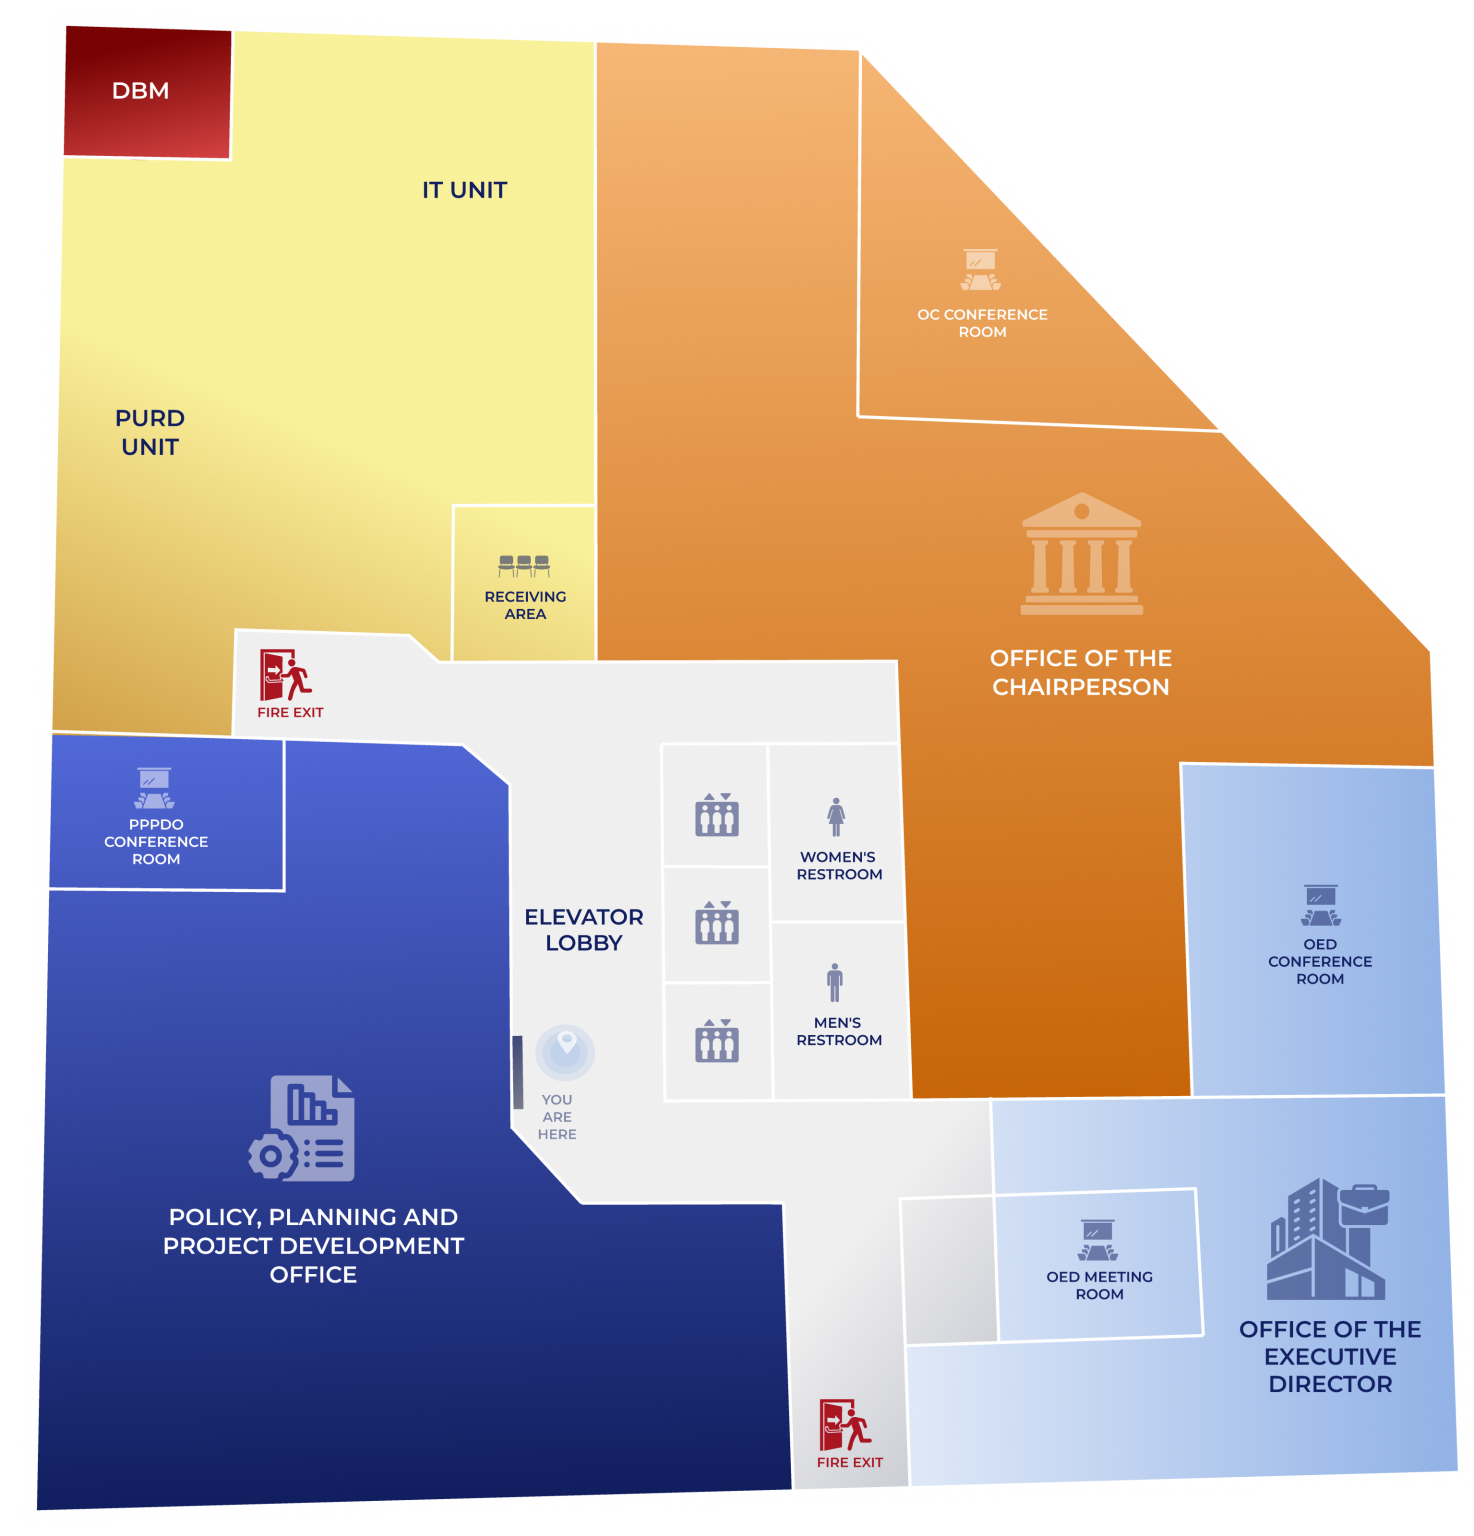 DBM
IT UNIT
OC CONFERENCE
ROOM
PURD
UNIT
RECEIVING
AREA
OFFICE OF THE
CHAIRPERSON
FIRE EXIT
PPPDO
CONFERENCE
ROOM
WOMEN'S
RESTROOM
ELEVATOR
LOBBY
OED
CONFERENCE
ROOM
MEN'S
RESTROOM
YOU
ARE
HERE
POLICY, PLANNING AND
PROJECT DEVELOPMENT
OFFICE
OED MEETING
ROOM
OFFICE OF THE
EXECUTIVE
DIRECTOR
FIRE EXIT